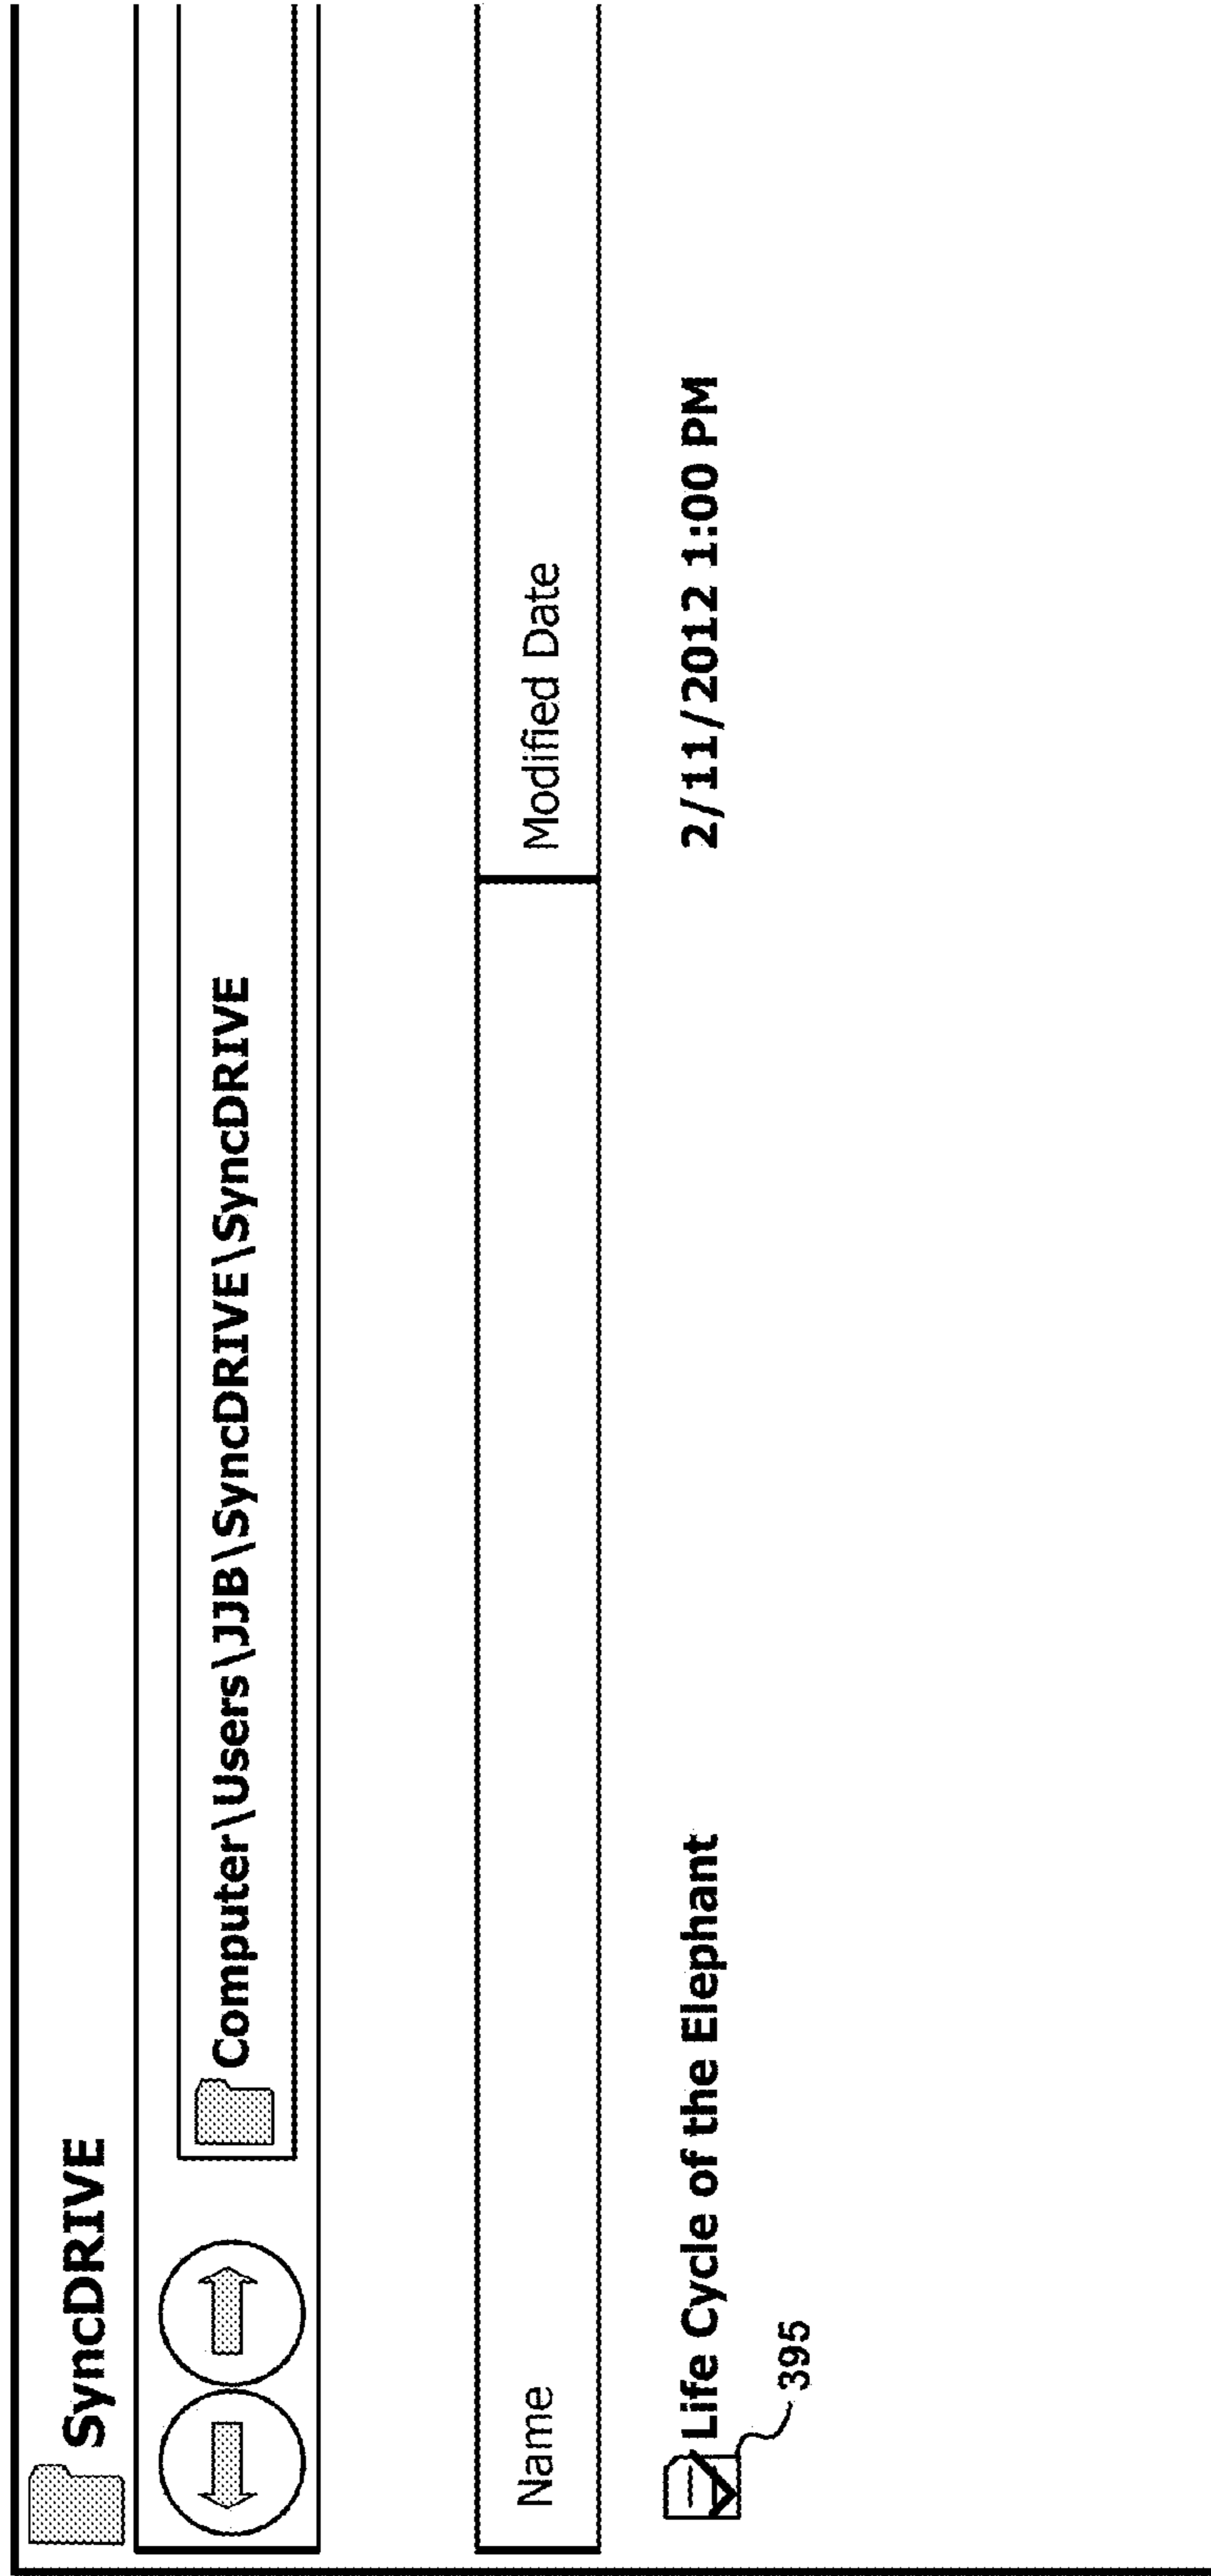 SyncDRIVE
Computer\Users\JJB\SyncDRIVE\SyncDRIVE
Name Modified Date
Life Cycle of the Elephant 2/11/2012 1:00 PM
395